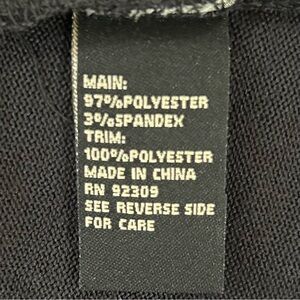 MAIN:
97%POLYESTER
3%SPANDEX
TRIM:
100%POLYESTER
MADE IN CHINA
RN 92309
SEE REVERSE SIDE
FOR CARE